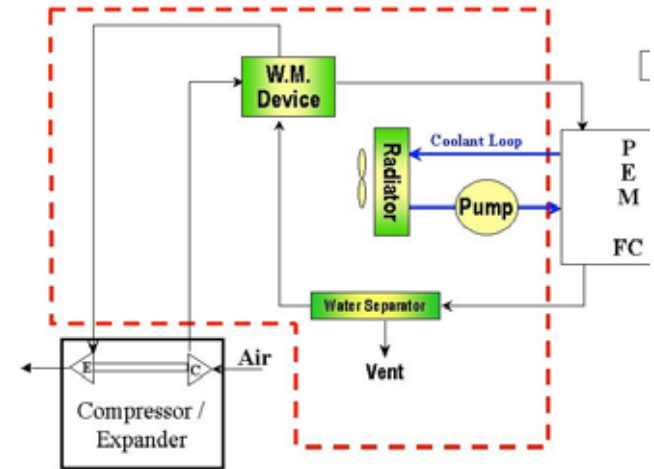 W.M.
Device
Coolant Loop
Radiator
Pump
P
E
M
FC
Water Separator
Vent
Air
E
C
Compressor /
Expander